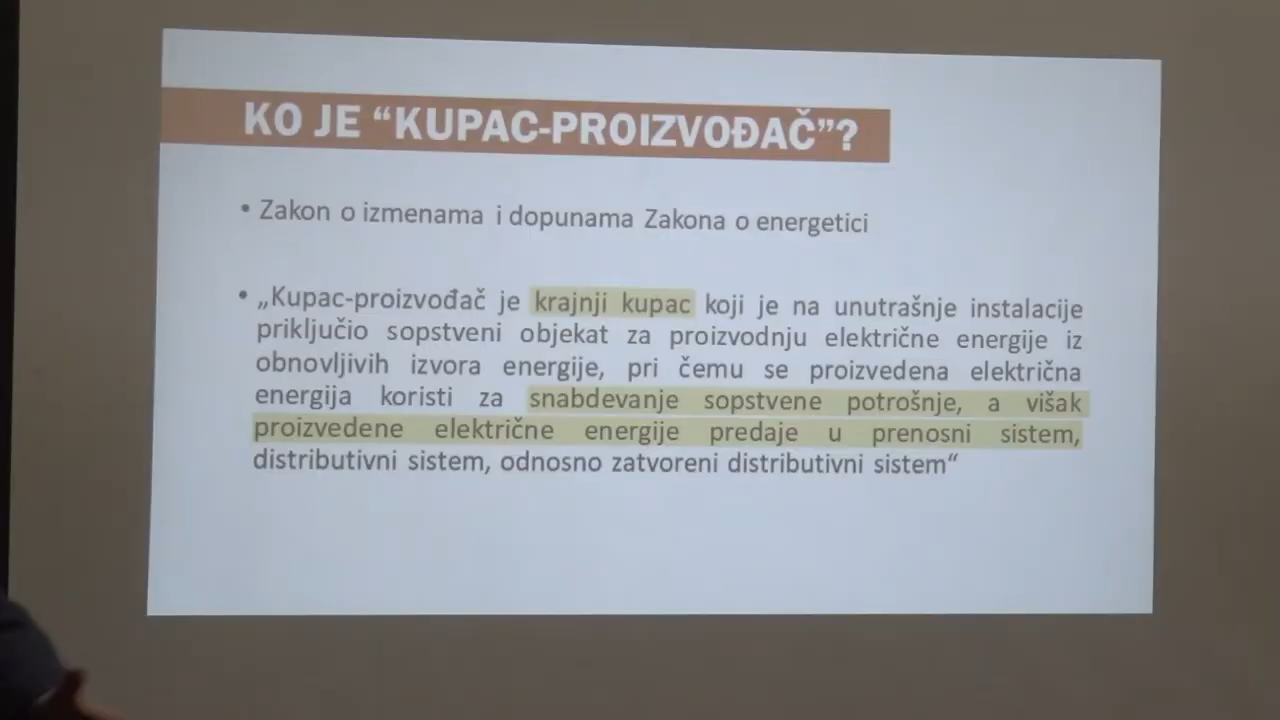 KO JE “KUPAC-PROIZVOĐAČ”?
• Zakon o izmenama i dopunama Zakona o energetici
• „Kupac-proizvođač je krajnji kupac koji je na unutrašnje instalacije
priključio sopstveni objekat za proizvodnju električne energije iz
obnovljivih izvora energije, pri čemu se proizvedena električna
energija koristi za snabdevanje sopstvene potrošnje, a višak
proizvedene električne energije predaje u prenosni sistem,
distributivni sistem, odnosno zatvoreni distributivni sistem“